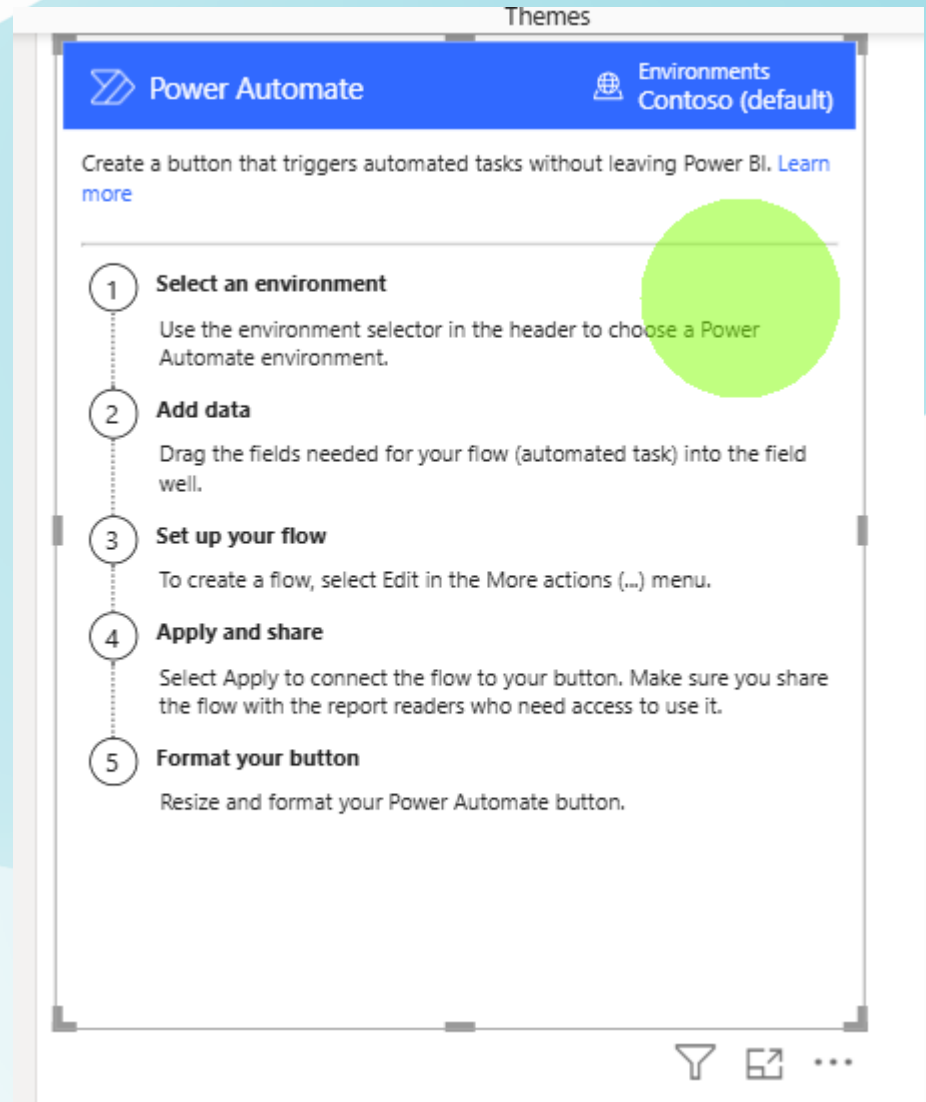 Themes
Power Automate
Environments
Contoso (default)
Create a button that triggers automated tasks without leaving Power BI. Learn
more
1
Select an environment
Use the environment selector in the header to choose a Power
Automate environment.
2
Add data
Drag the fields needed for your flow (automated task) into the field
well.
3
Set up your flow
To create a flow, select Edit in the More actions (...) menu.
4
Apply and share
Select Apply to connect the flow to your button. Make sure you share
the flow with the report readers who need access to use it.
5
Format your button
Resize and format your Power Automate button.